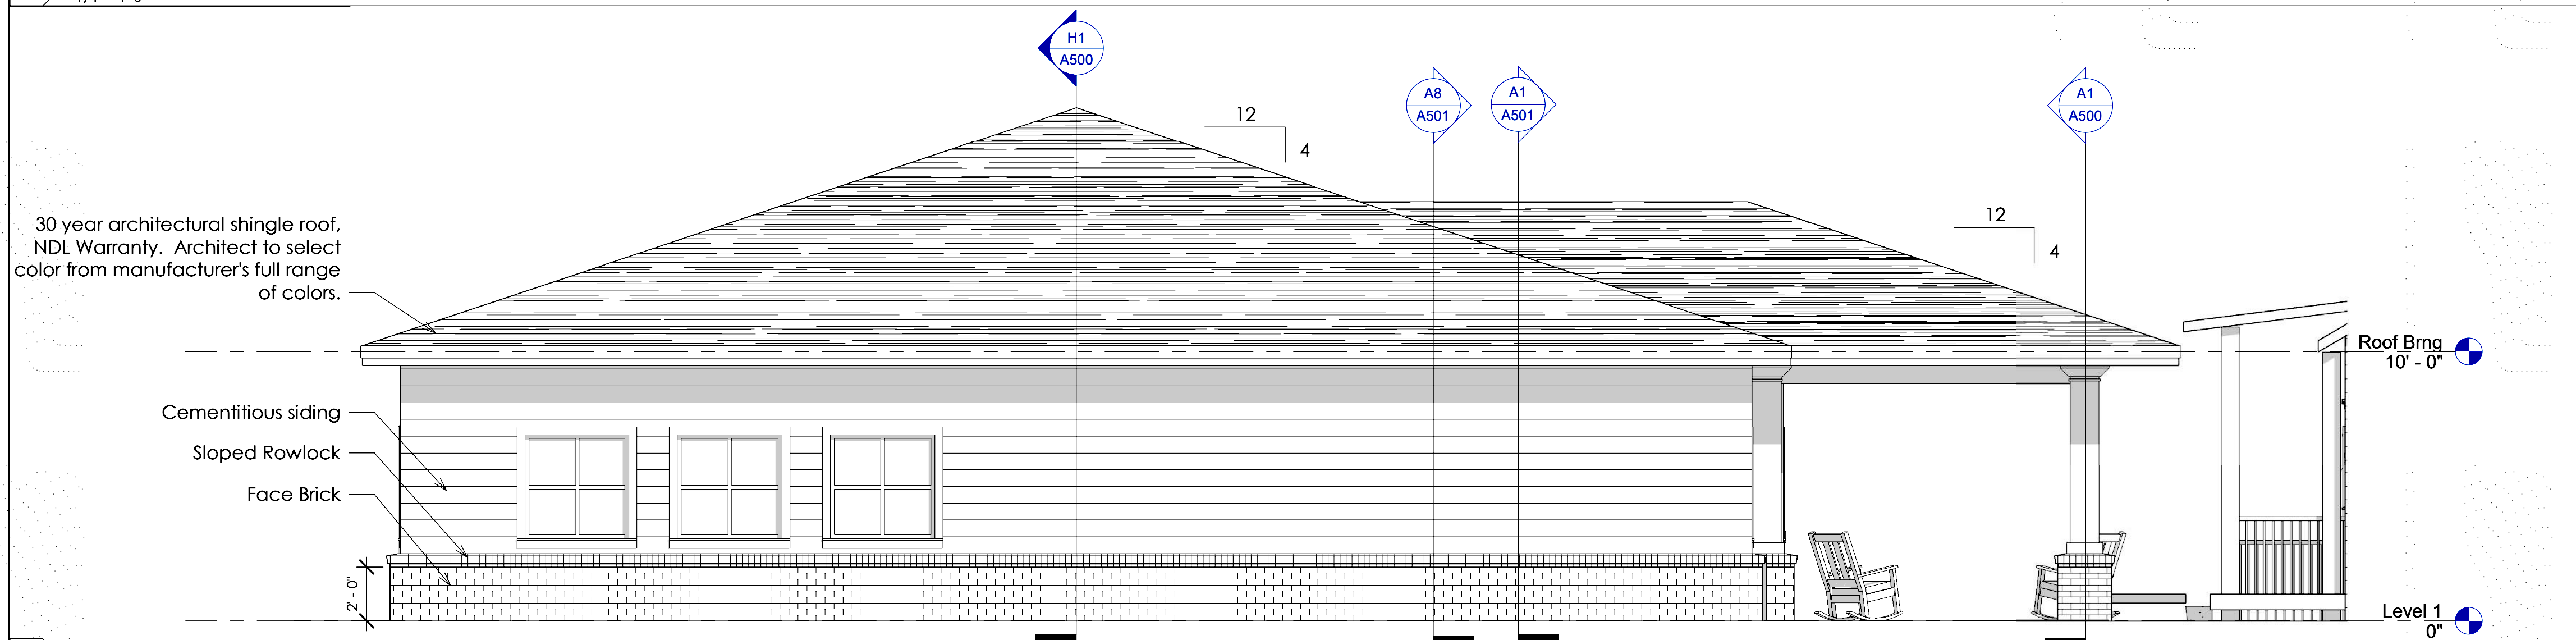 H1
A500
A8
A501
A1
A501
A1
A500
12
4
12
4
30 year architectural shingle roof,
NDL Warranty. Architect to select
color from manufacturer's full range
of colors.
Roof Brng
10' - 0"
Cementitious siding
Sloped Rowlock
Face Brick
2' - 0"
Level 1
0"